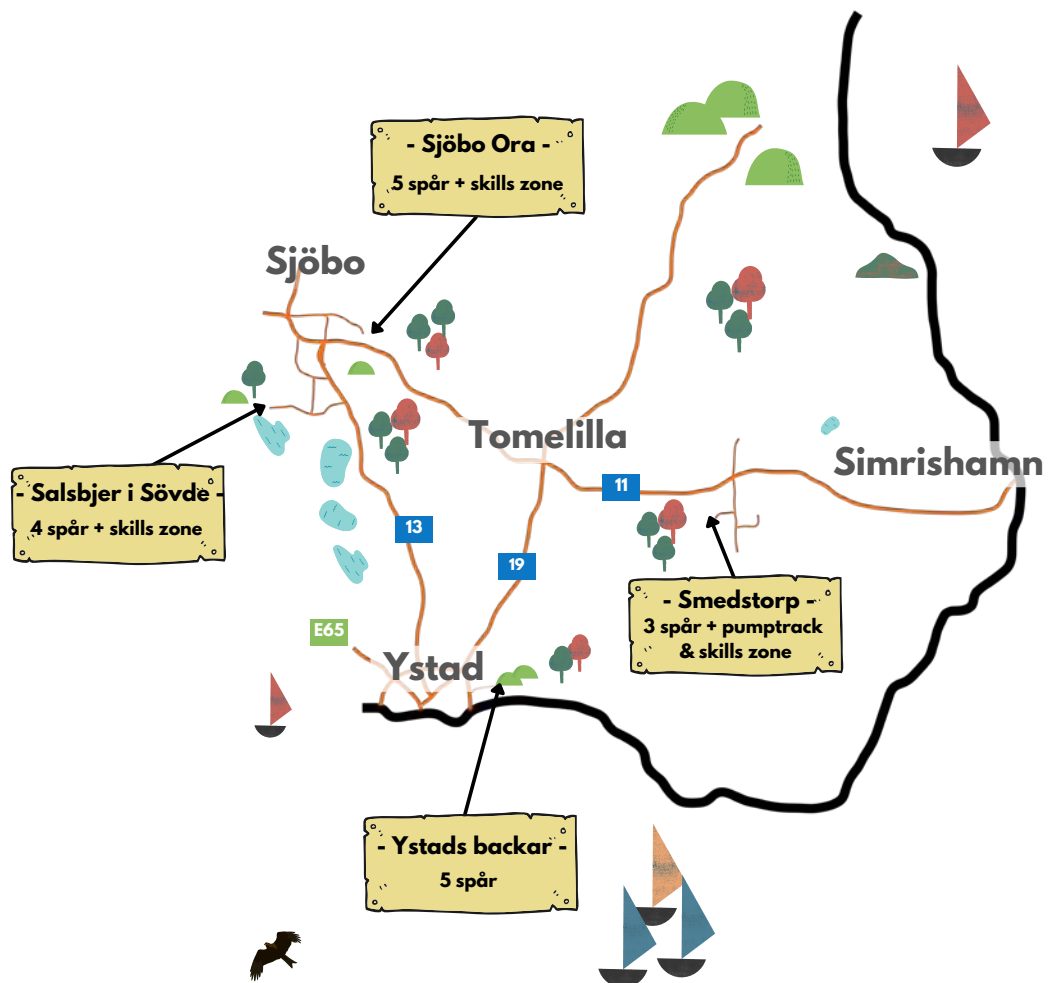 - Sjöbo Ora -
5 spår + skills zone
Sjöbo
Tomelilla
Simrishamn
- Salsbjer i Sövde -
4 spår + skills zone
11
13
19
- Smedstorp -
3 spår + pumptrack
& skills zone
E65
Ystad
- Ystads backar -
5 spår